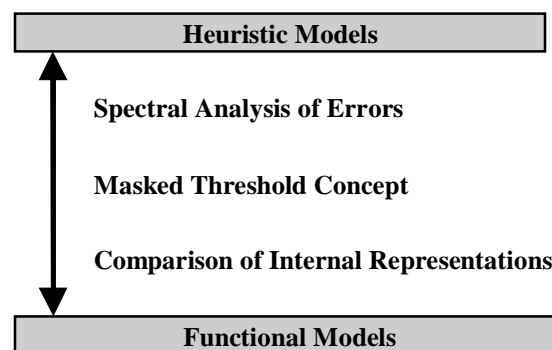 Heuristic Models
Spectral Analysis of Errors
Masked Threshold Concept
Comparison of Internal Representations
Functional Models